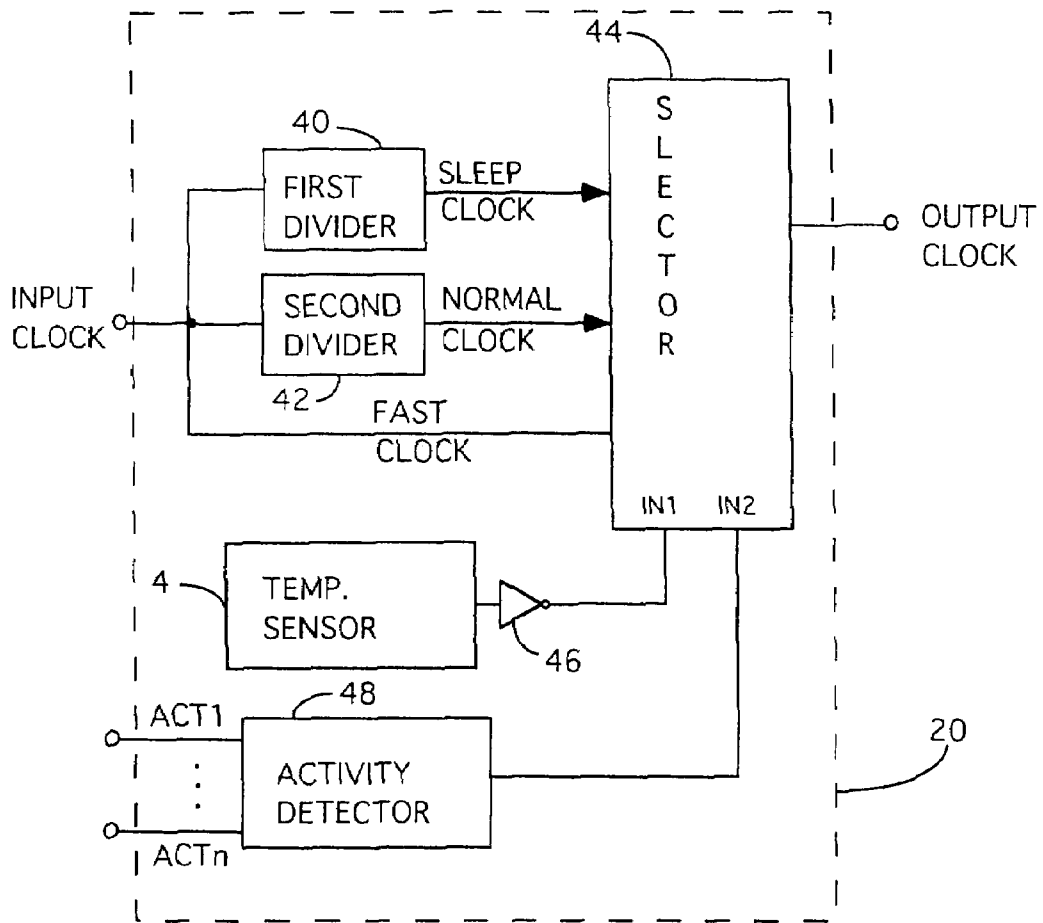 44
SLECTOR
40
FIRST
DIVIDER
SLEEP
CLOCK
OUTPUT
CLOCK
INPUT
CLOCK
SECOND
DIVIDER
NORMAL
CLOCK
42
FAST
CLOCK
IN1 IN2
4
TEMP.
SENSOR
46
48
ACT1
ACTIVITY
DETECTOR
ACTn
20